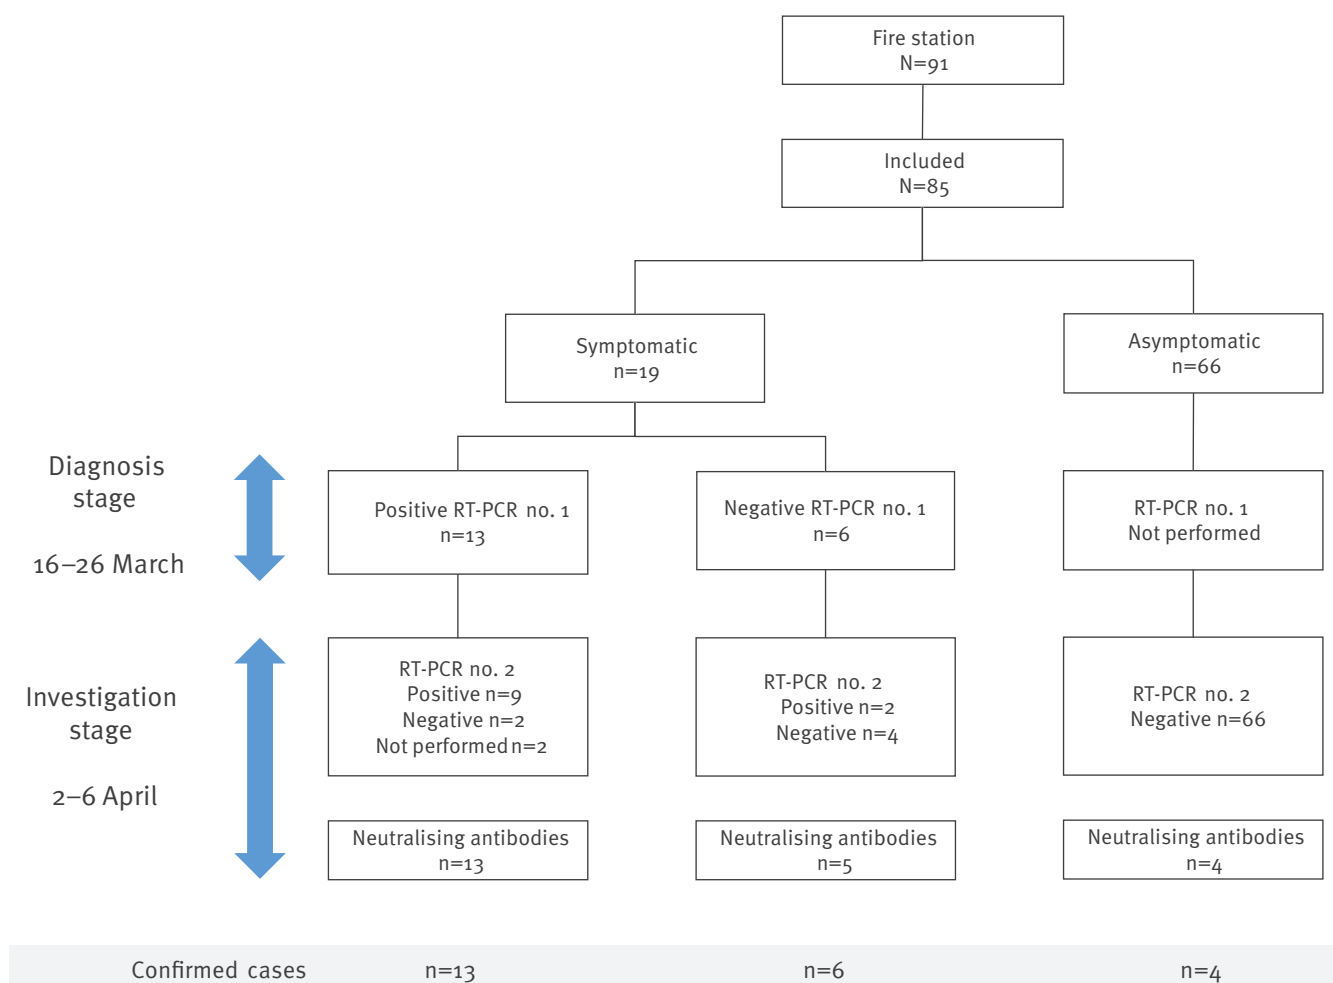 Fire station
N=91
Included
N=85
Symptomatic
n=19
Asymptomatic
n=66
Diagnosis
stage
16–26 March
Positive RT-PCR no. 1
n=13
Negative RT-PCR no. 1
n=6
RT-PCR no. 1
Not performed
Investigation
stage
2–6 April
RT-PCR no. 2
Positive n=9
Negative n=2
Not performed n=2
RT-PCR no. 2
Positive n=2
Negative n=4
RT-PCR no. 2
Negative n=66
Neutralising antibodies
n=13
Neutralising antibodies
n=5
Neutralising antibodies
n=4
Confirmed cases n=13 n=6 n=4